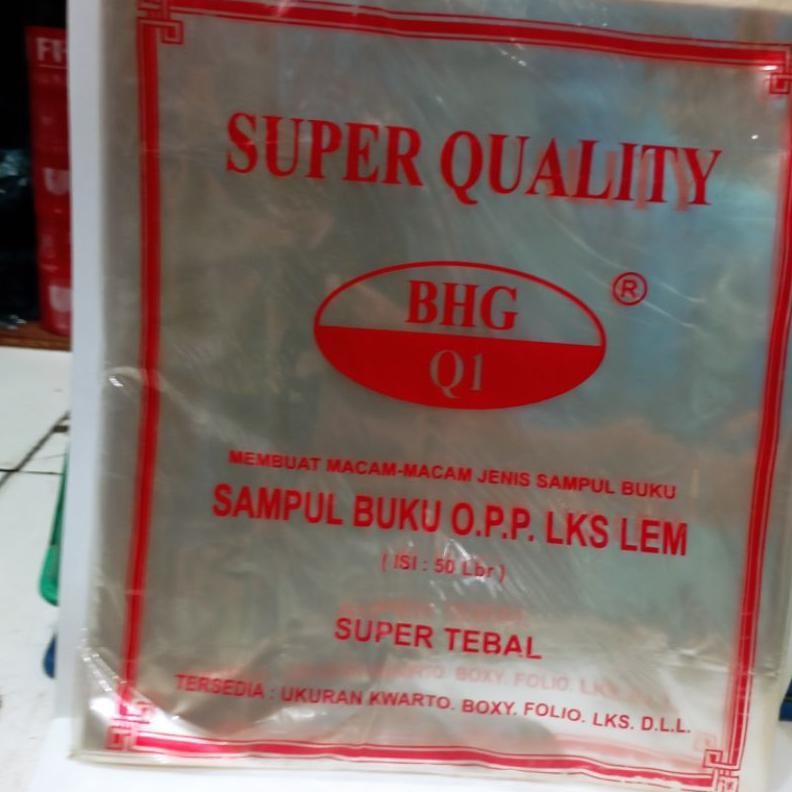 SUPER QUALITY
BHG
®
Q1
MEMBUAT MACAM-MACAM JENIS SAMPUL BUKU
SAMPUL BUKU O.P.P. LKS LEM
( ISI : 50 Lbr )
SUPER TEBAL
TERSEDIA : UKURAN KWARTO. BOXY. FOLIO. LKS. D.L.L.